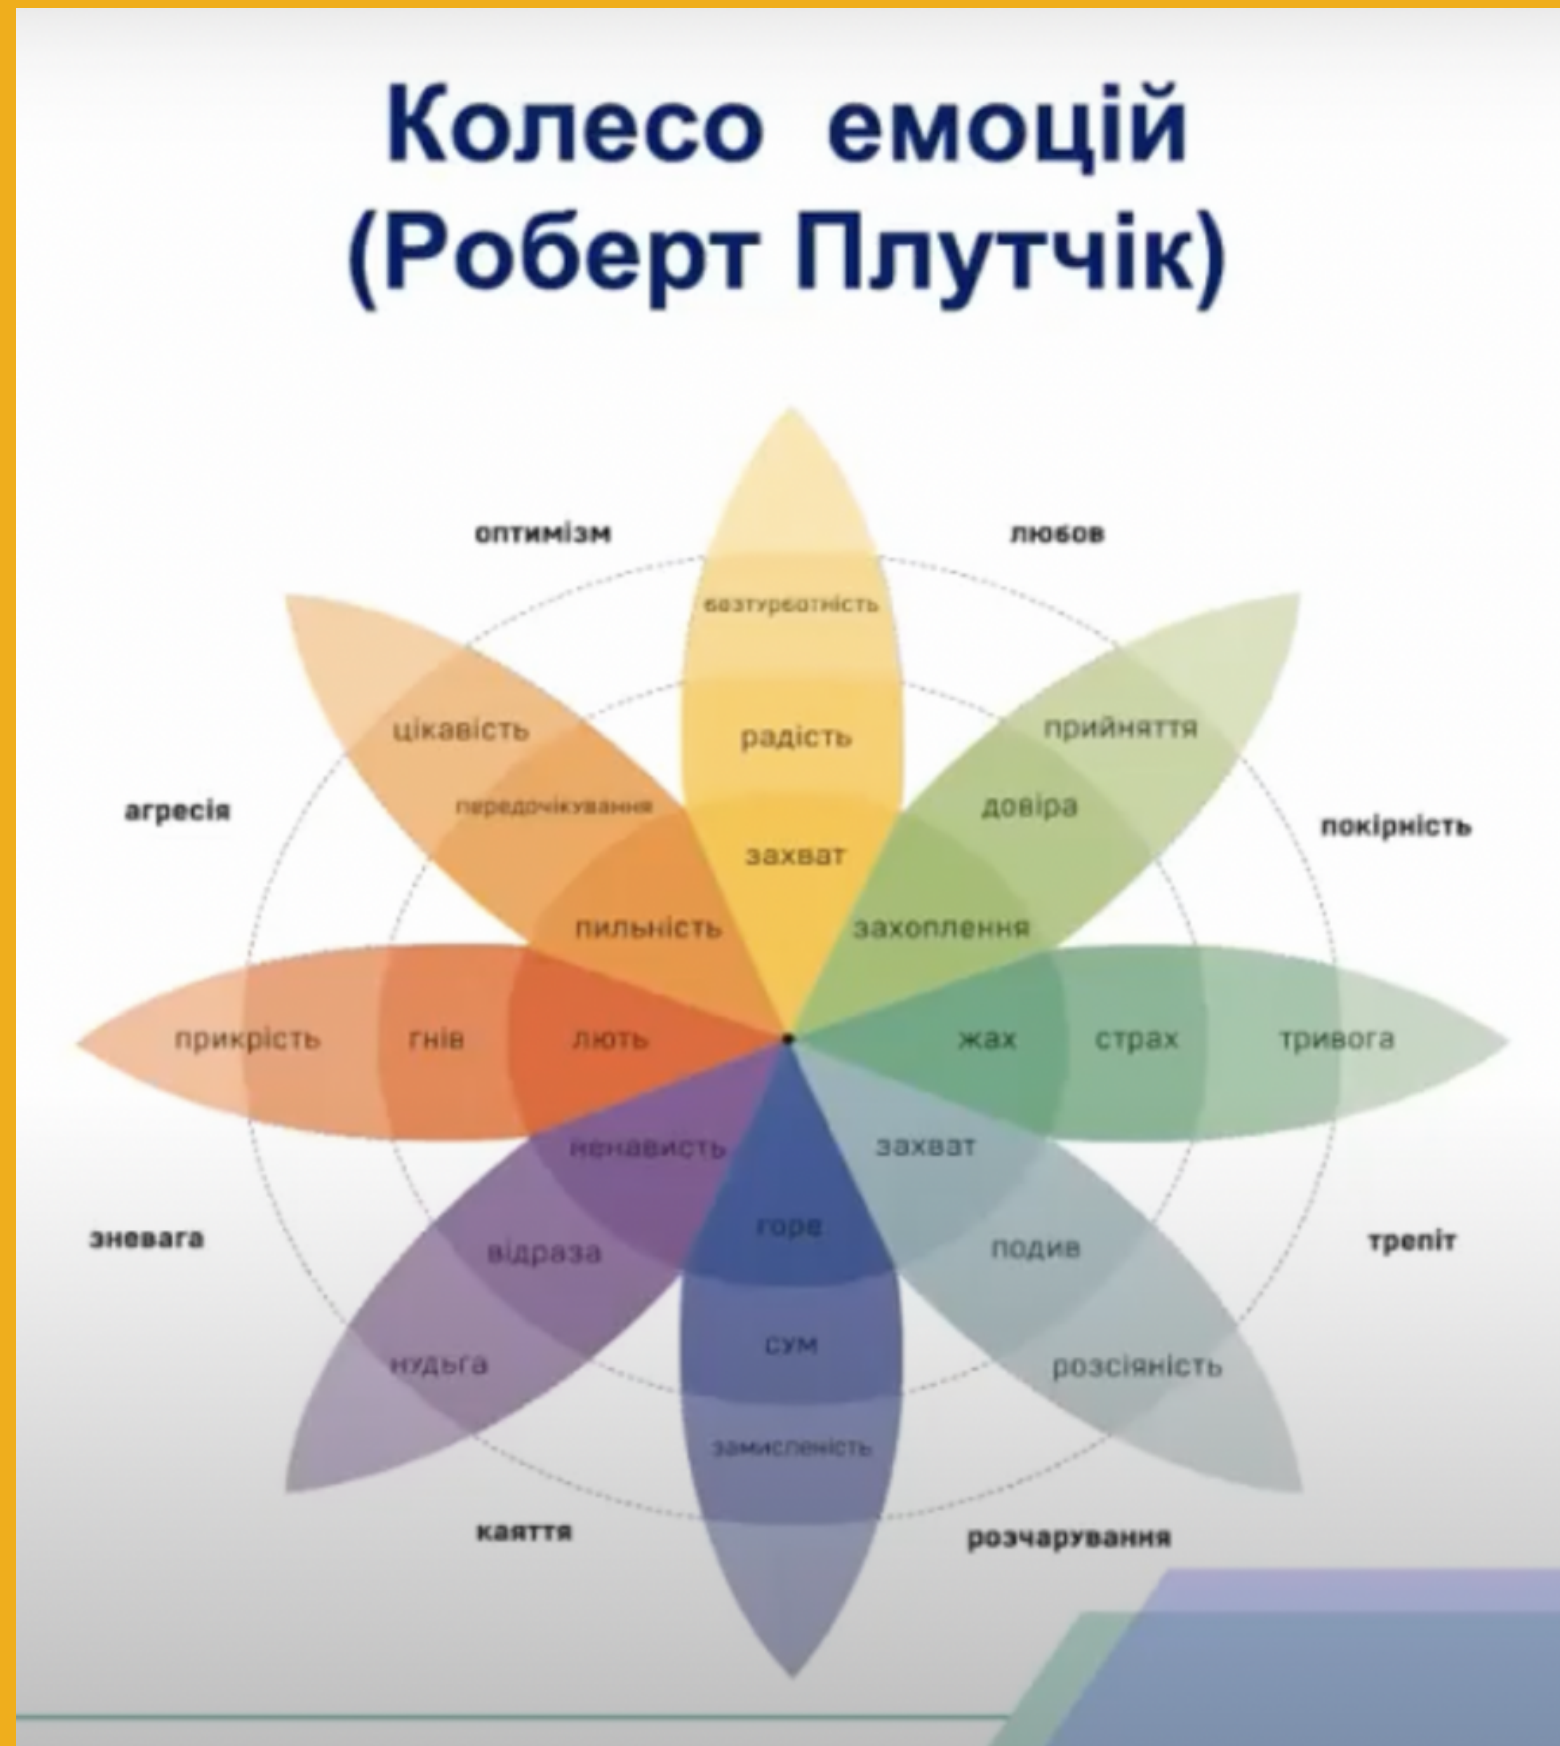 Колесо емоцій
(Роберт Плутчік)
оптимізм
любов
безтурботність
цікавість
радість
прийняття
передочікування
довіра
агресія
покірність
захват
пильність
захоплення
прикрість гнів лють жах страх тривога
ненависть
захват
зневага
горе
трепіт
відраза
подив
сум
нудьга
розсіяність
замисленість
каяття
розчарування